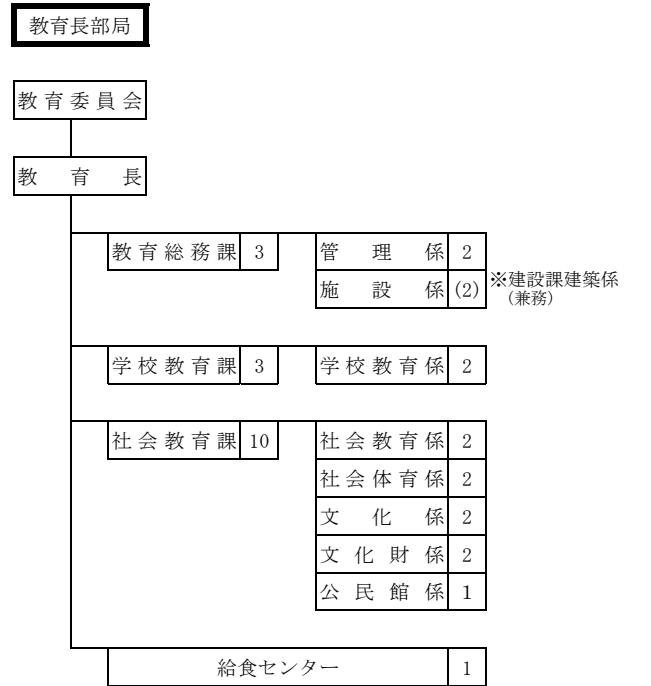 教育長部局
教育委員会
教育長
教育総務課 3 管理係 2
施設係 (2) ※建設課建築係
(兼務)
学校教育課 3 学校教育係 2
社会教育課 10 社会教育係 2
社会体育係 2
文化係 2
文化財係 2
公民館係 1
給食センター 1